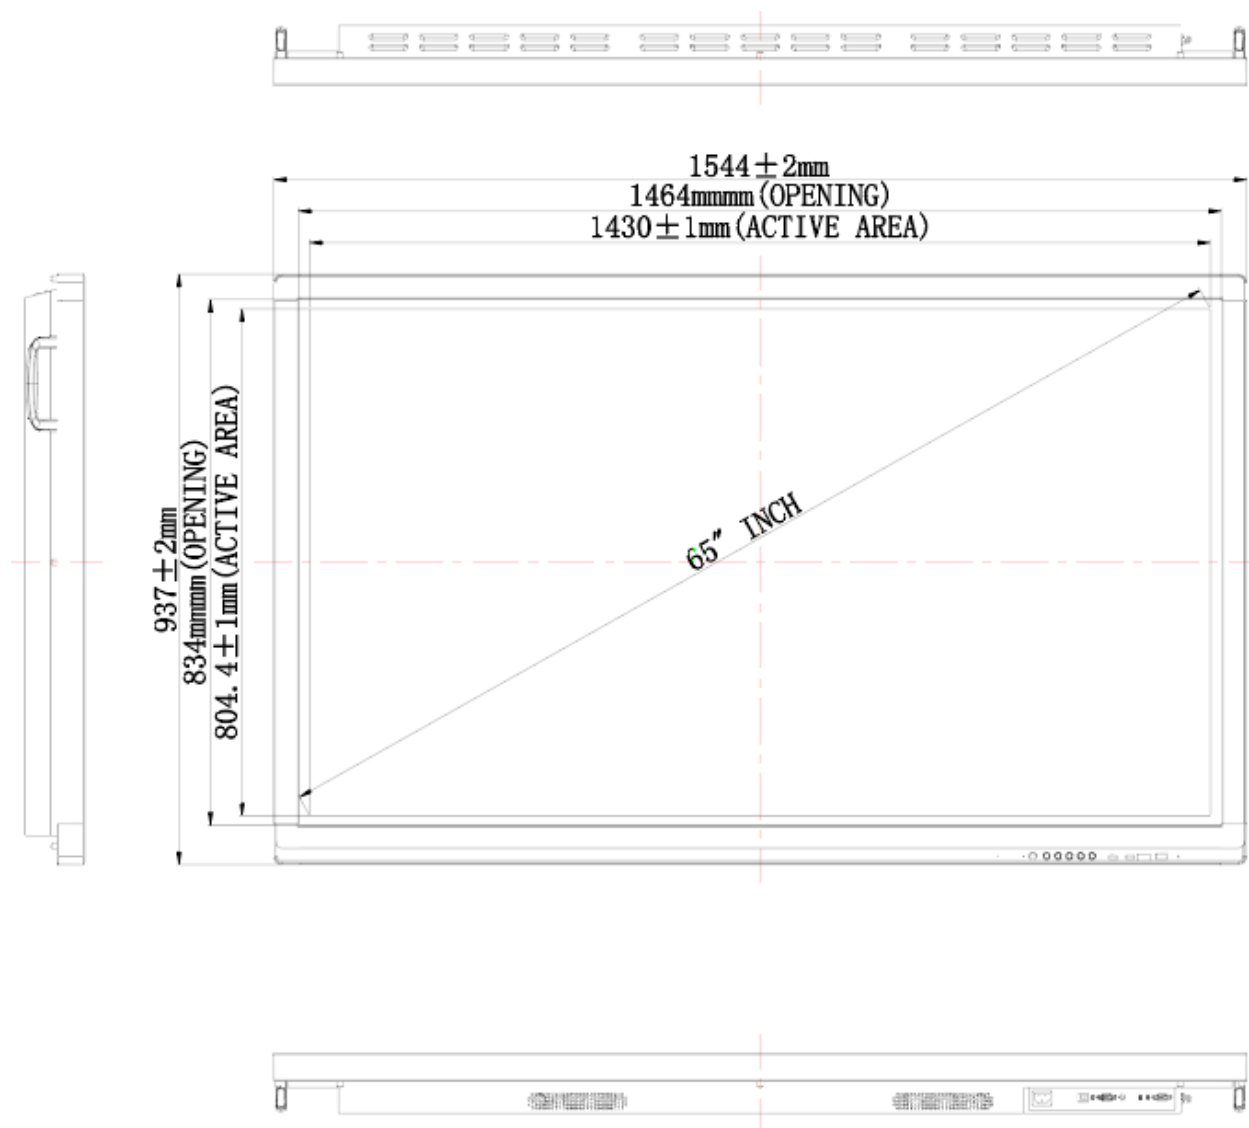 1544±2mm
1464mmmm(OPENING)
1430±1mm(ACTIVE AREA)
937±2mm
834mmmm(OPENING)
804.4±1mm(ACTIVE AREA)
65" INCH